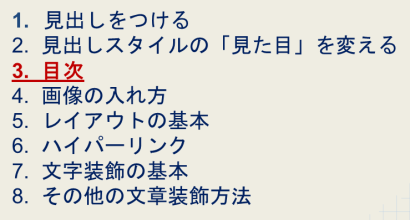 1. 見出しをつける
2. 見出しスタイルの「見た目」を変える
3. 目次
4. 画像の入れ方
5. レイアウトの基本
6. ハイパーリンク
7. 文字装飾の基本
8. その他の文章装飾方法